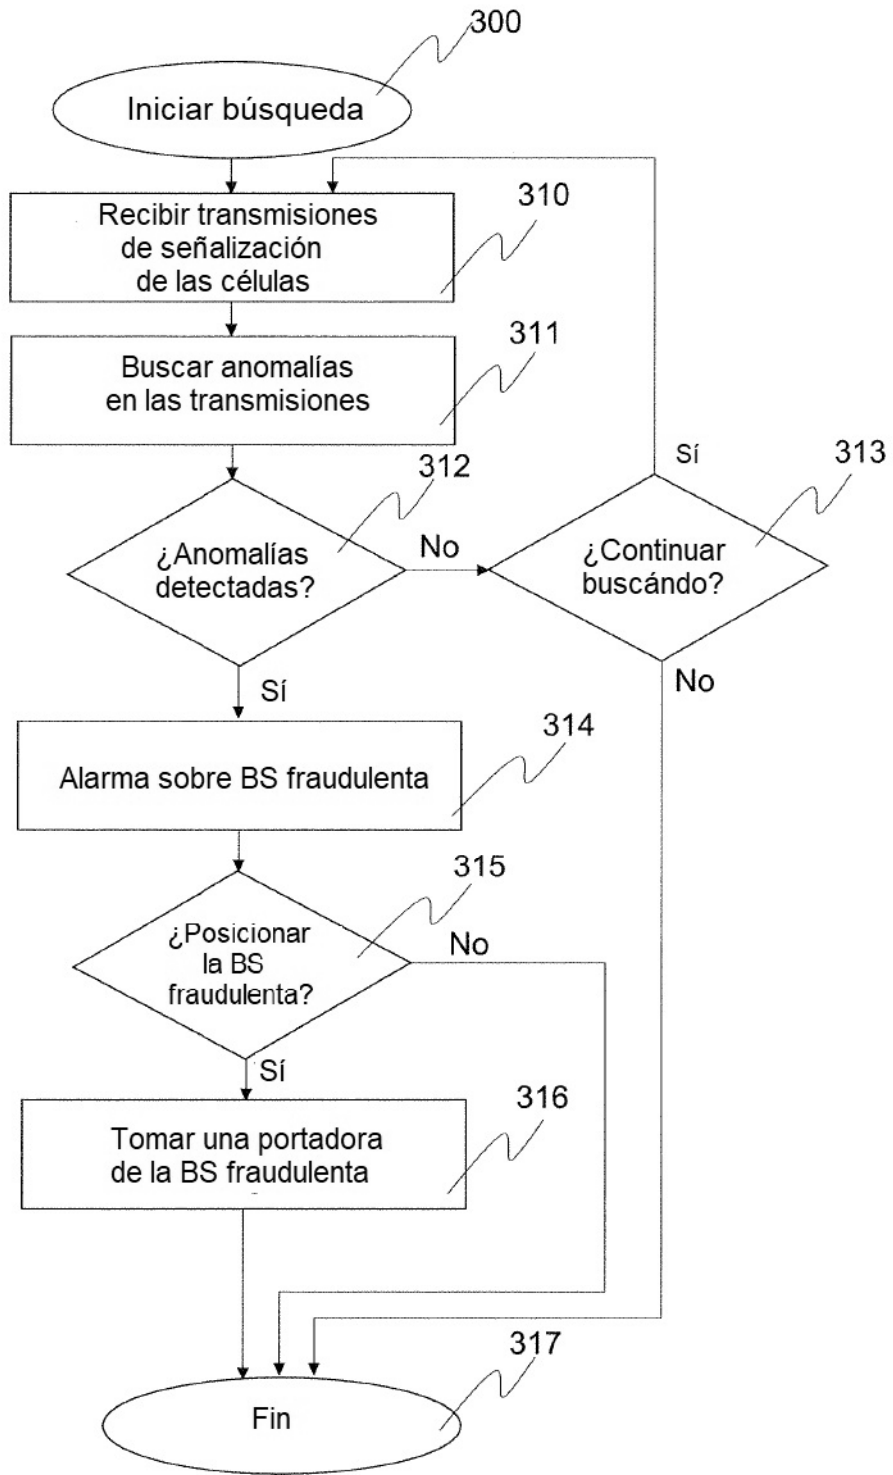 300
Iniciar búsqueda
310
Recibir transmisiones
de señalización
de las células
311
Buscar anomalías
en las transmisiones
312
Sí
313
¿Anomalías
detectadas?
No
¿Continuar
buscándo?
Sí
No
314
Alarma sobre BS fraudulenta
315
¿Posicionar
la BS
fraudulenta?
No
Sí
316
Tomar una portadora
de la BS fraudulenta
317
Fin